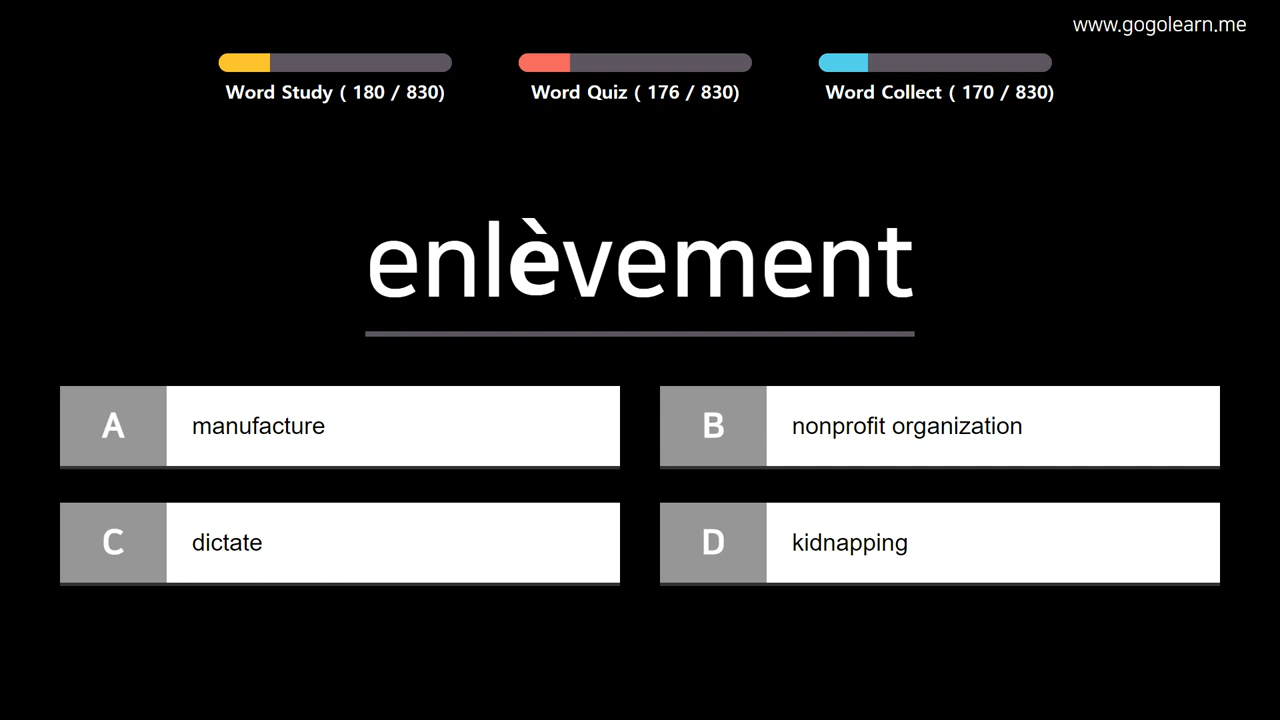 www.gogolearn.me
Word Study ( 180 / 830)
Word Quiz ( 176 / 830)
Word Collect ( 170 / 830)
enlèvement
A manufacture
B nonprofit organization
C dictate
D kidnapping